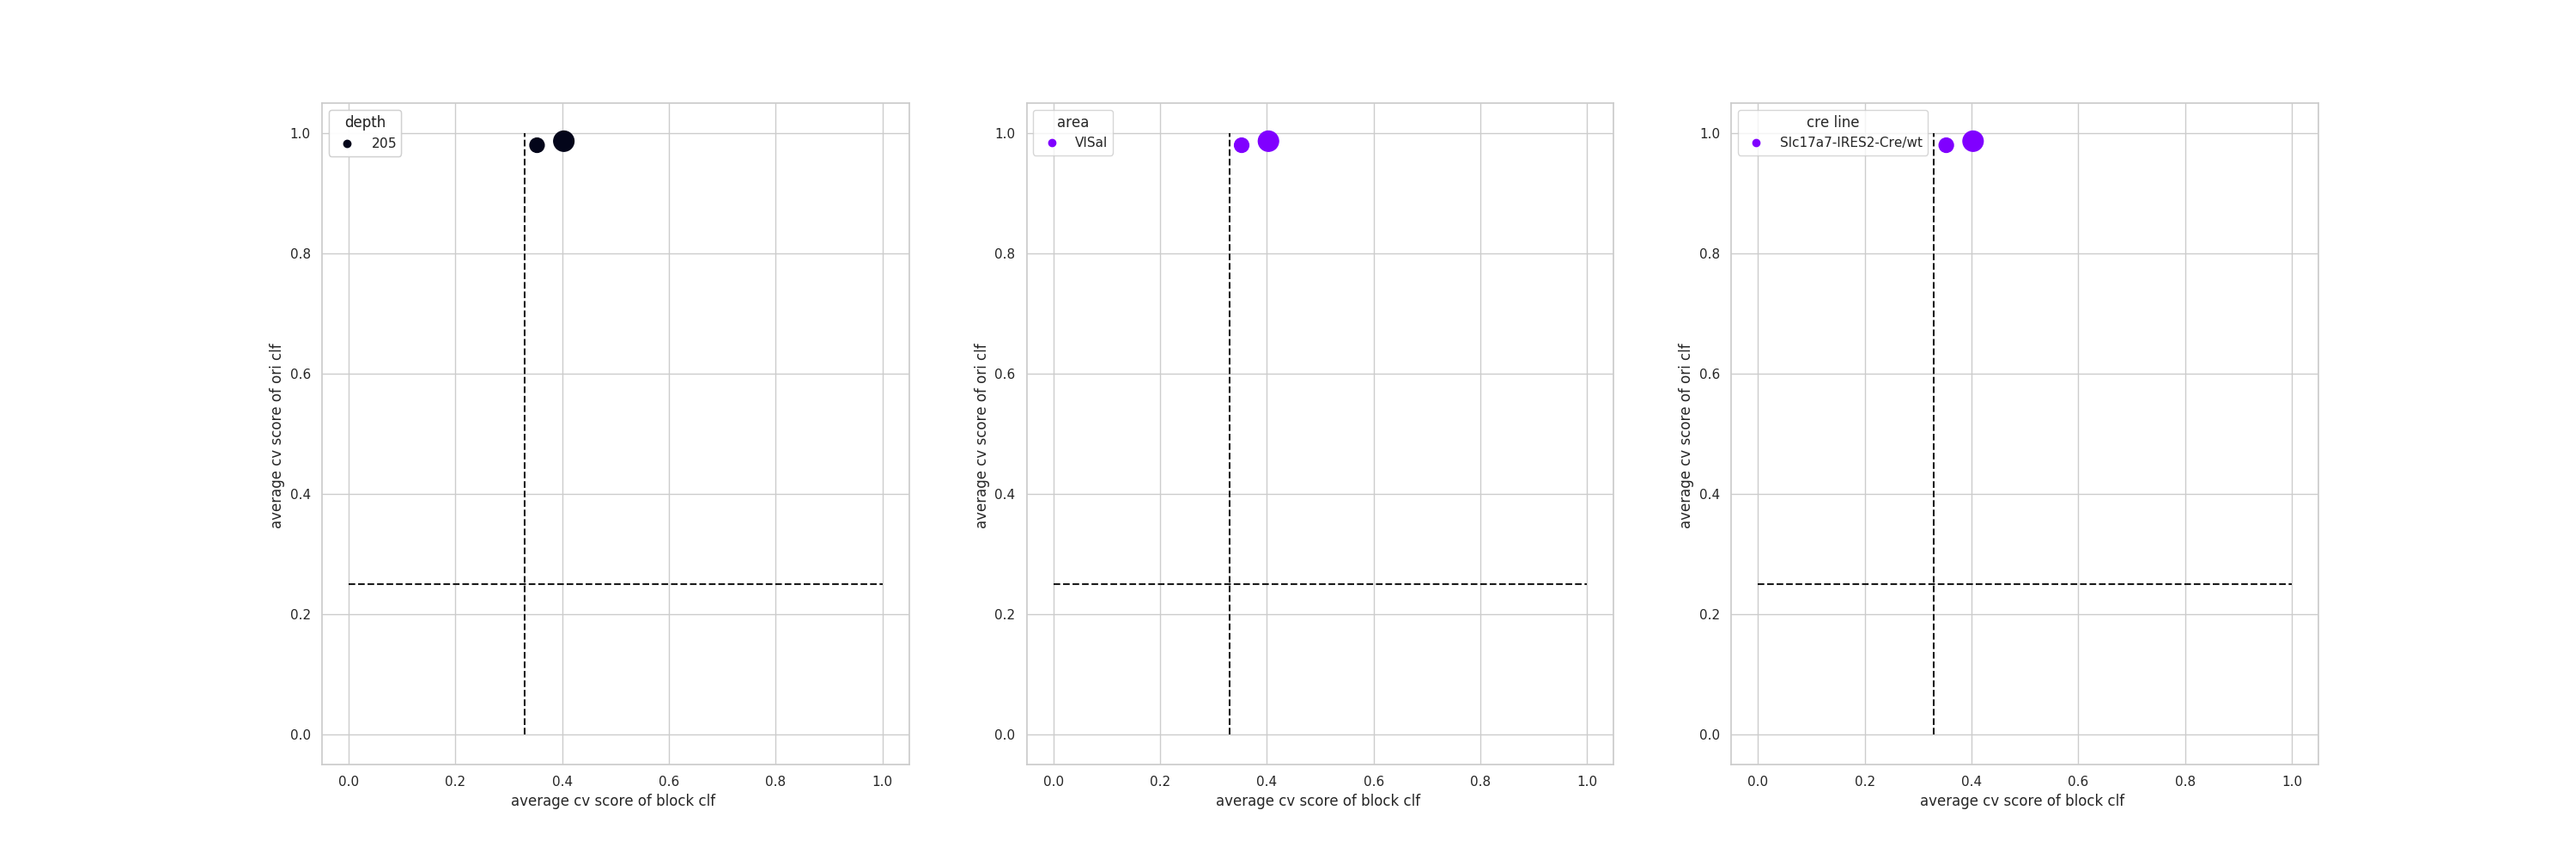 depth
205
1.0
0.8
0.6
0.4
0.2
0.0
average cv score of ori clf
0.0 0.2 0.4 0.6 0.8 1.0
average cv score of block clf
area
VISal
1.0
0.8
0.6
0.4
0.2
0.0
average cv score of ori clf
0.0 0.2 0.4 0.6 0.8 1.0
average cv score of block clf
cre line
Slc17a7-IRES2-Cre/wt
1.0
0.8
0.6
0.4
0.2
0.0
average cv score of ori clf
0.0 0.2 0.4 0.6 0.8 1.0
average cv score of block clf